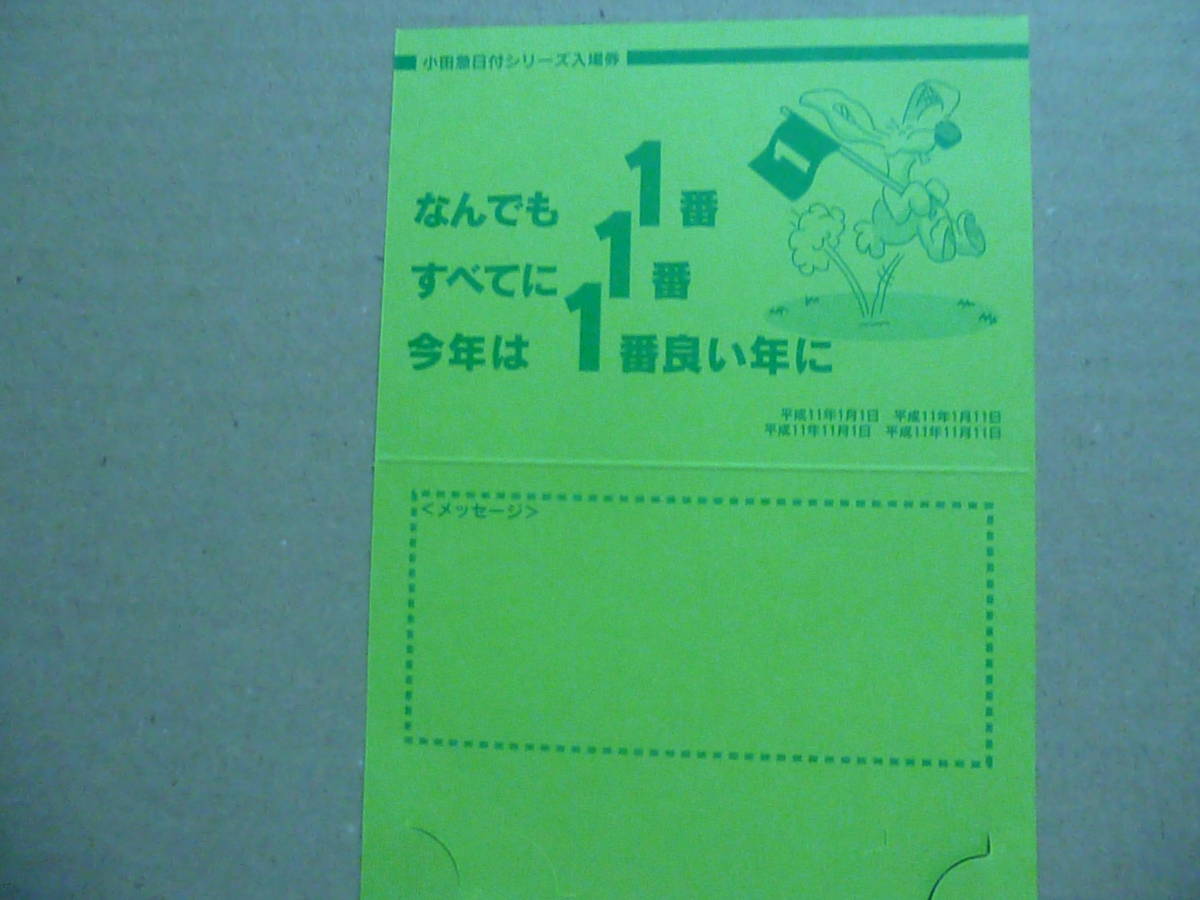 小田急日付シリーズ入場券
1
なんでも1番
すべてに1番
今年は1番良い年に
平成11年1月1日 平成11年1月11日
平成11年11月1日 平成11年11月11日
<メッセージ>